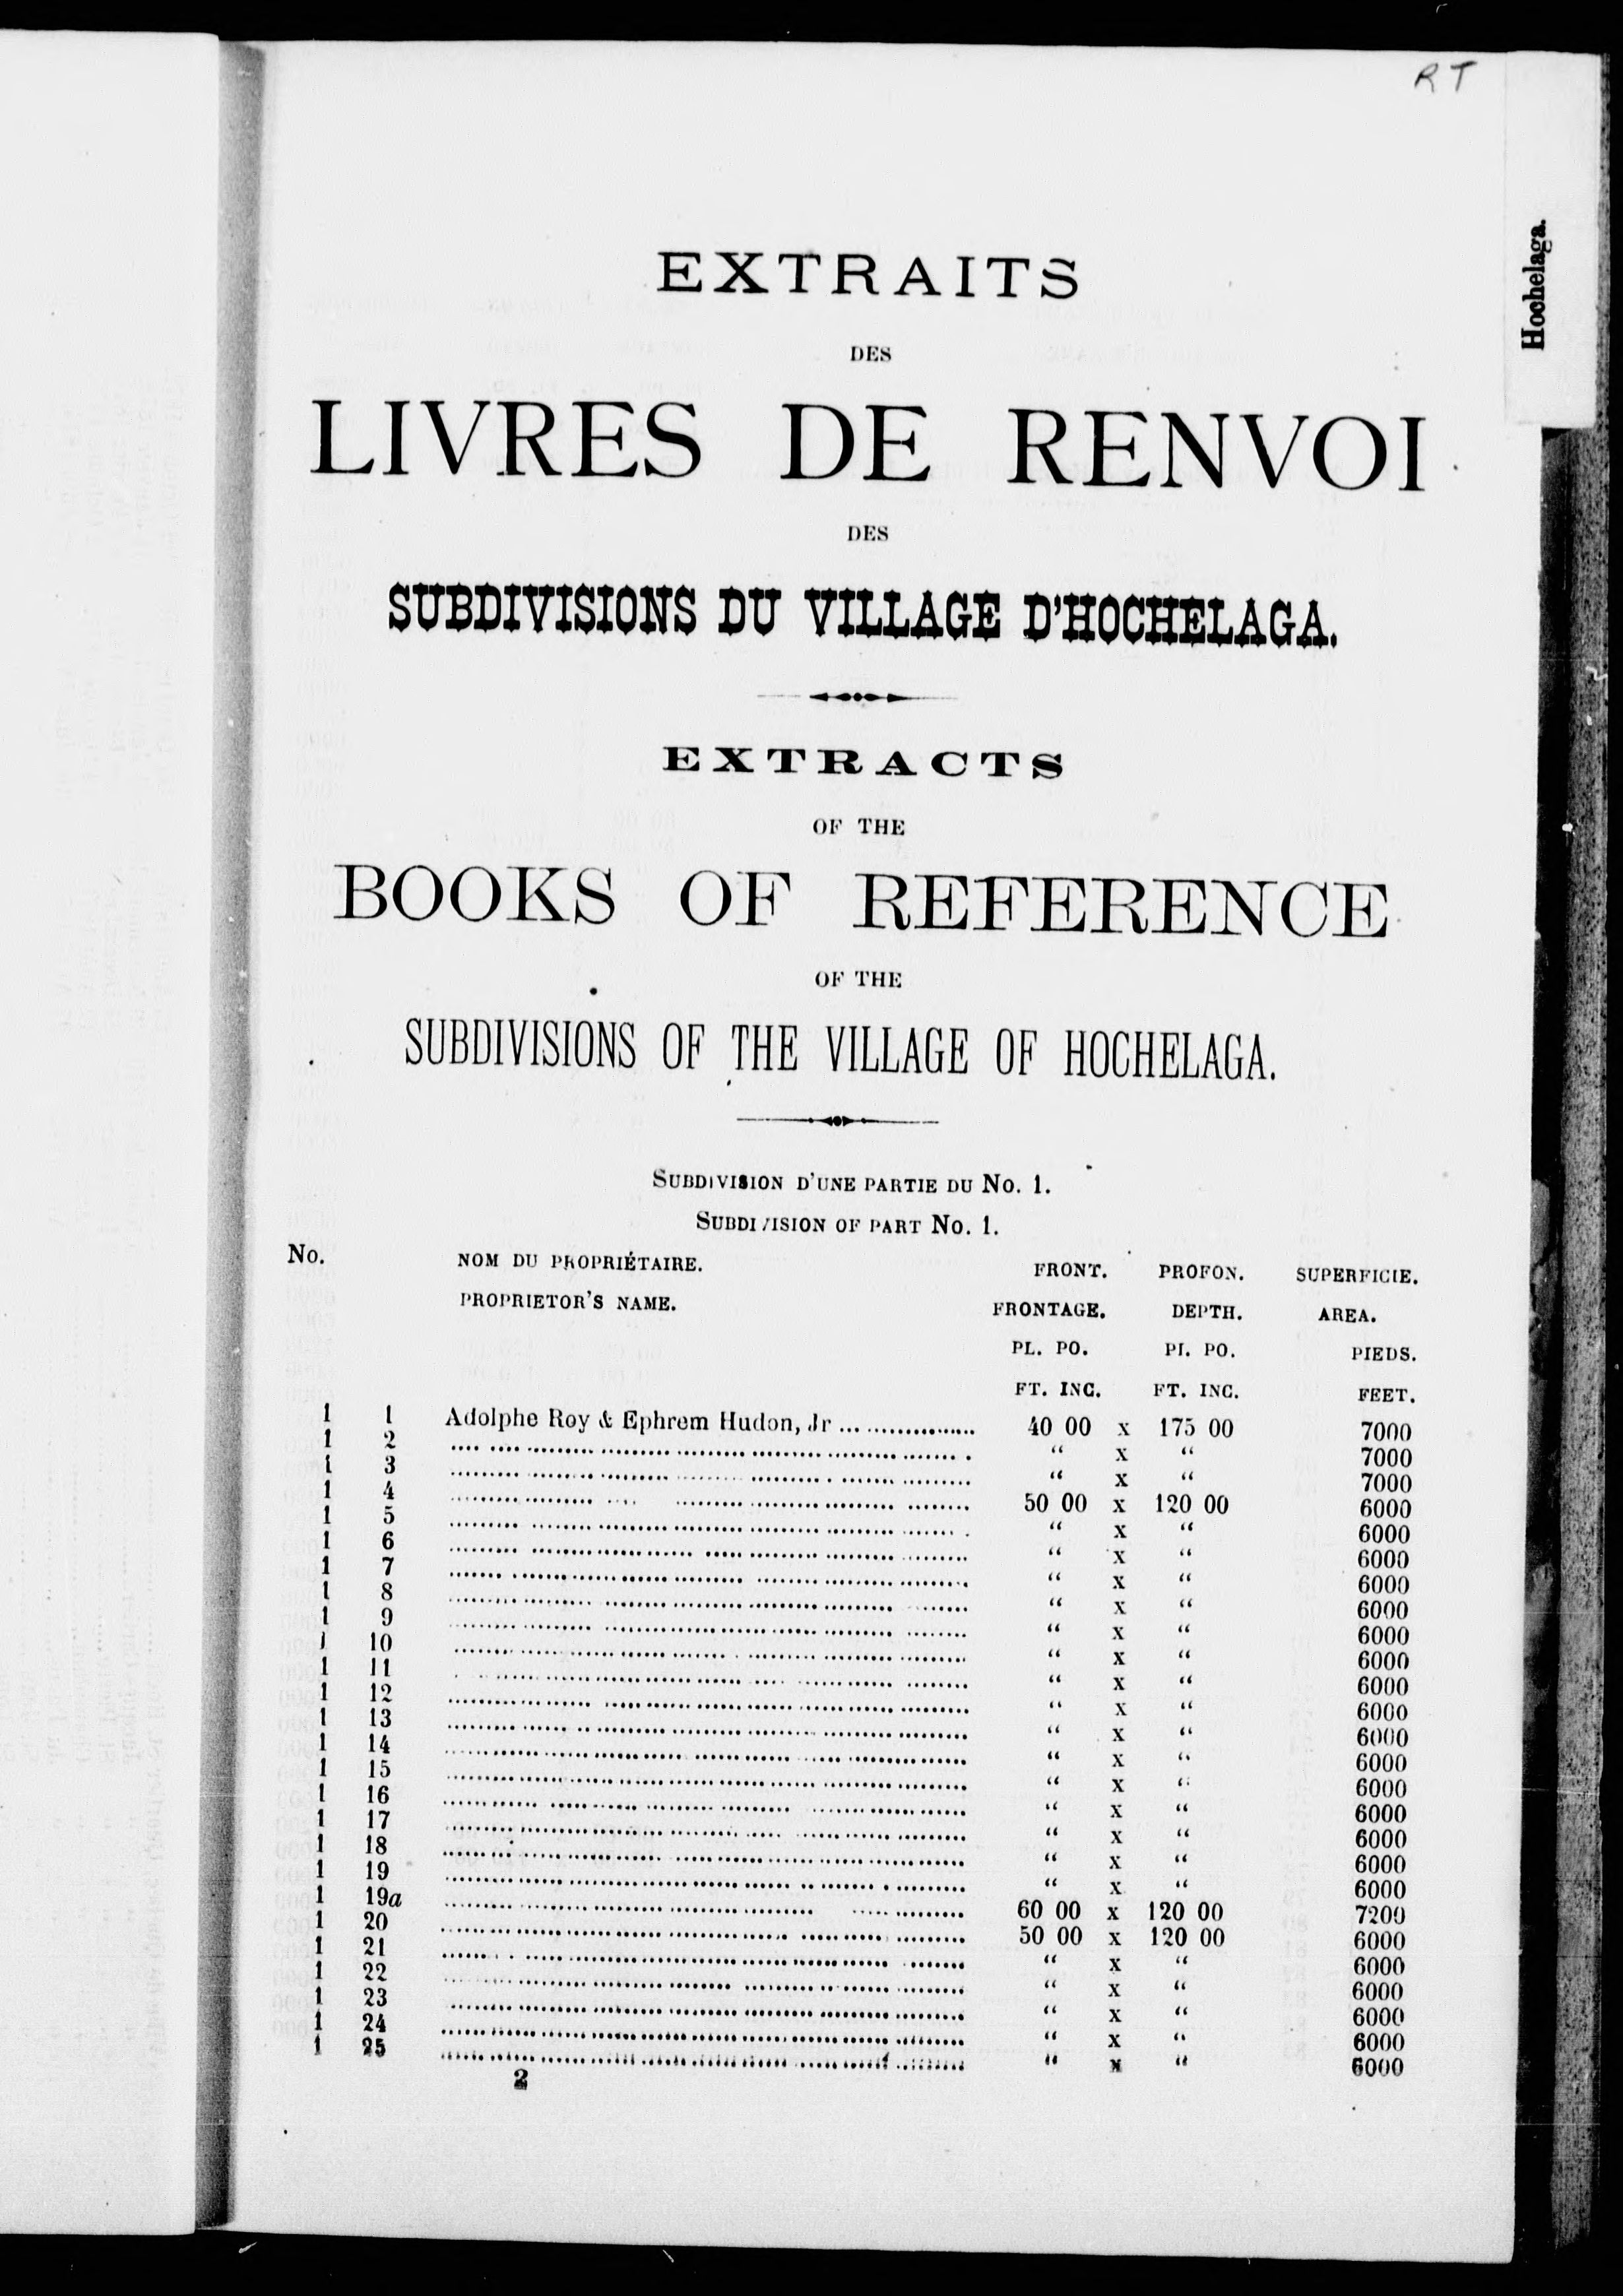 RT
Hochelaga.
EXTRAITS
DES
LIVRES DE RENVOI
DES
SUBDIVISIONS DU VILLAGE D'HOCHELAGA.
EXTRACTS
OF THE
BOOKS OF REFERENCE
OF THE
SUBDIVISIONS OF THE VILLAGE OF HOCHELAGA.
SUBDIVISION D'UNE PARTIE DU No. 1.
SUBDIVISION OF PART No. 1.
No. NOM DU PROPRIÉTAIRE. FRONT. PROFON. SUPERFICIE.
PROPRIETOR'S NAME. FRONTAGE. DEPTH. AREA.
PL. PO. PI. PO. PIEDS.
FT. INC. FT. INC. FEET.
1 1 Adolphe Roy & Ephrem Hudon, Jr ........ 40 00 x 175 00 7000
1 2 ........ “ x “ 7000
1 3 ........ “ x “ 7000
1 4 ........ 50 00 x 120 00 6000
1 5 ........ “ x “ 6000
1 6 ........ “ x “ 6000
1 7 ........ “ x “ 6000
1 8 ........ “ x “ 6000
1 9 ........ “ x “ 6000
1 10 ........ “ x “ 6000
1 11 ........ “ x “ 6000
1 12 ........ “ x “ 6000
1 13 ........ “ x “ 6000
1 14 ........ “ x “ 6000
1 15 ........ “ x “ 6000
1 16 ........ “ x “ 6000
1 17 ........ “ x “ 6000
1 18 ........ “ x “ 6000
1 19 ........ “ x “ 6000
1 19a ........ 60 00 x 120 00 7200
1 20 ........ 50 00 x 120 00 6000
1 21 ........ “ x “ 6000
1 22 ........ “ x “ 6000
1 23 ........ “ x “ 6000
1 24 ........ “ x “ 6000
1 25 ........ “ x “ 6000
2